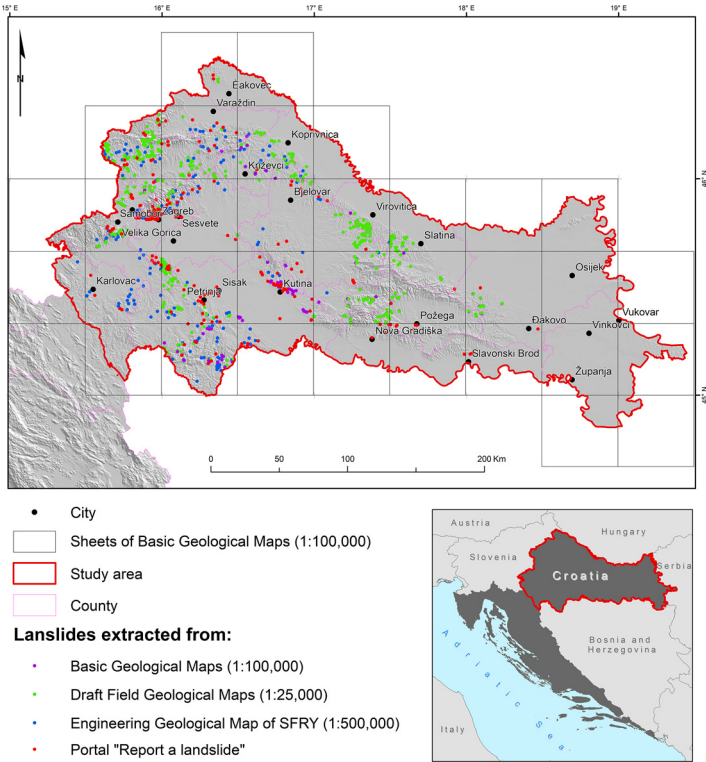 15°E 16°E 17°E 18°E 19°E
N
Čakovec
Varaždin
Koprivnica
46°N
Križevci
Bjelovar
Zagreb
Samobor
Sesvete
Virovitica
Velika Gorica
Slatina
Osijek
Karlovac
Sisak
Petrinja
Kutina
Požega
Vukovar
Đakovo
Vinkovci
Nova Gradiška
Slavonski Brod
Županja
45°N
0 50 100 200 Km
City
Sheets of Basic Geological Maps (1:100,000)
Study area
County
Lanslides extracted from:
Basic Geological Maps (1:100,000)
Draft Field Geological Maps (1:25,000)
Engineering Geological Map of SFRY (1:500,000)
Portal "Report a landslide"
Austria
Hungary
Slovenia
Serbia
Croatia
Bosnia and
Herzegovina
Adriatic Sea
Italy